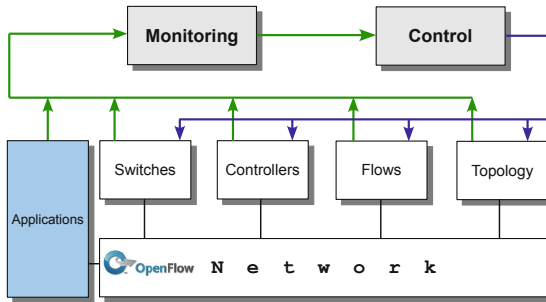 Monitoring
Control
Switches
Controllers
Flows
Topology
Applications
OpenFlow N e t w o r k